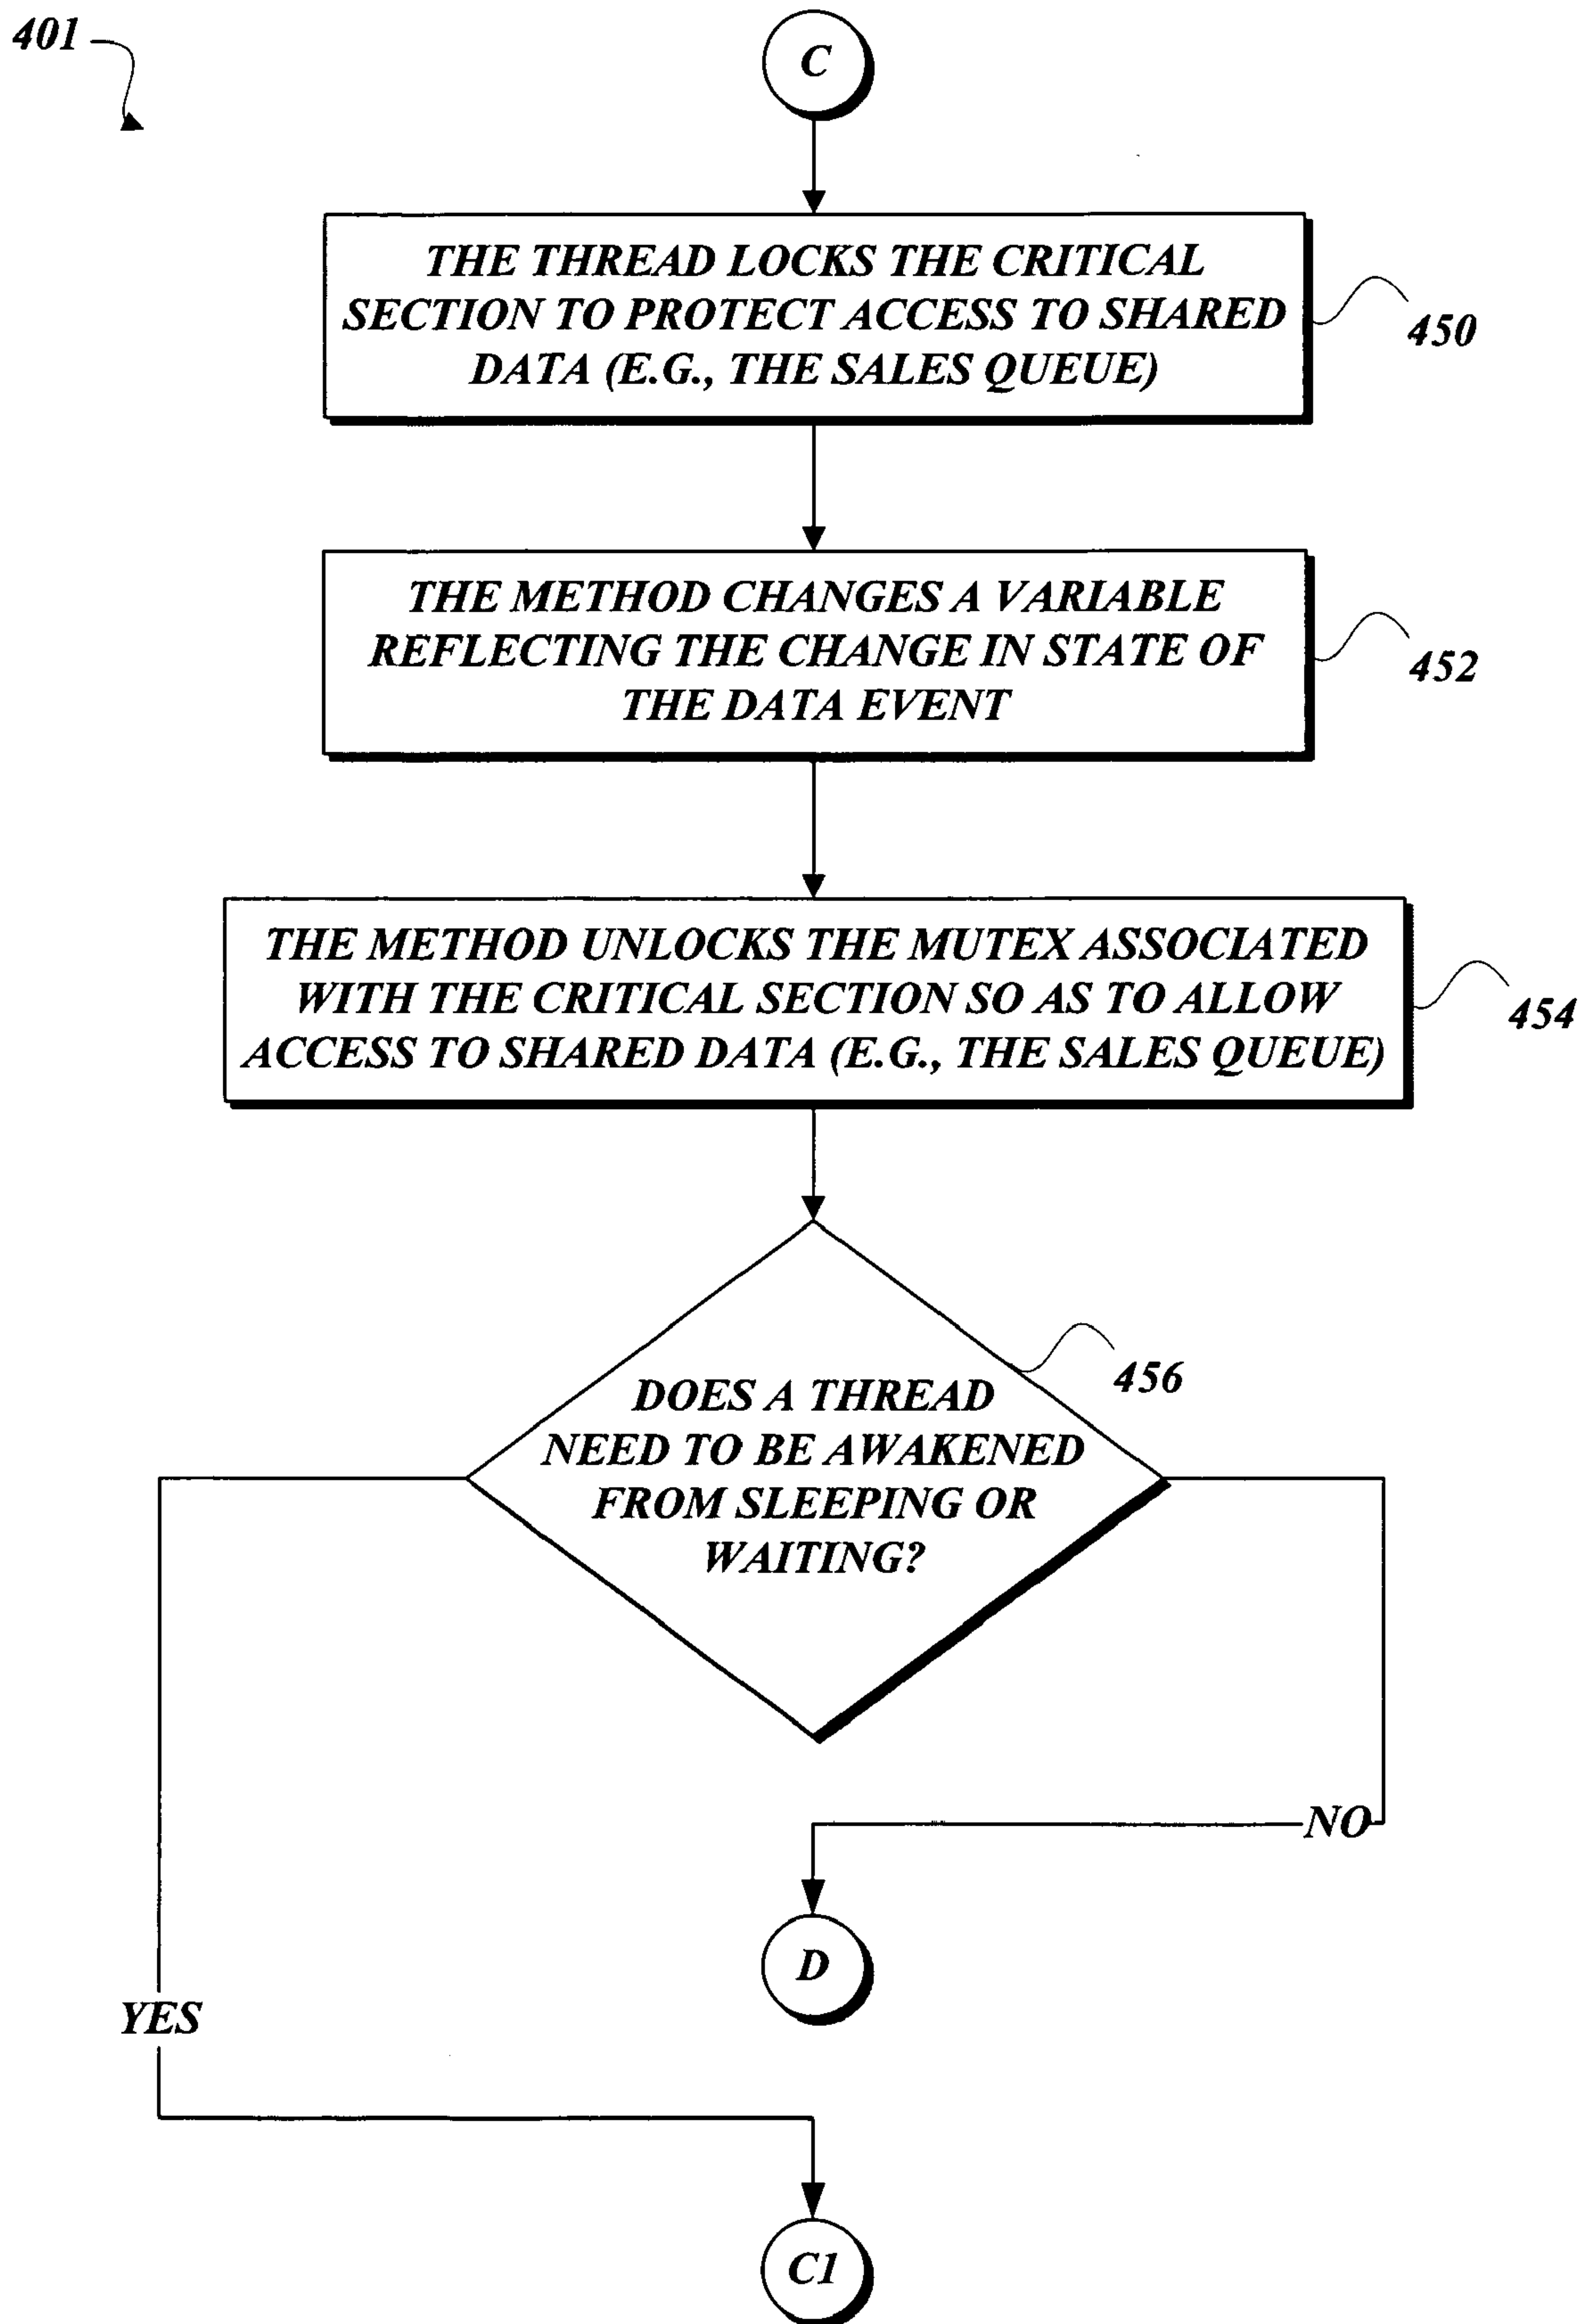 401
C
THE THREAD LOCKS THE CRITICAL
SECTION TO PROTECT ACCESS TO SHARED
DATA (E.G., THE SALES QUEUE)
450
THE METHOD CHANGES A VARIABLE
REFLECTING THE CHANGE IN STATE OF
THE DATA EVENT
452
THE METHOD UNLOCKS THE MUTEX ASSOCIATED
WITH THE CRITICAL SECTION SO AS TO ALLOW
ACCESS TO SHARED DATA (E.G., THE SALES QUEUE)
454
DOES A THREAD
NEED TO BE AWAKENED
FROM SLEEPING OR
WAITING?
456
NO
D
YES
C1